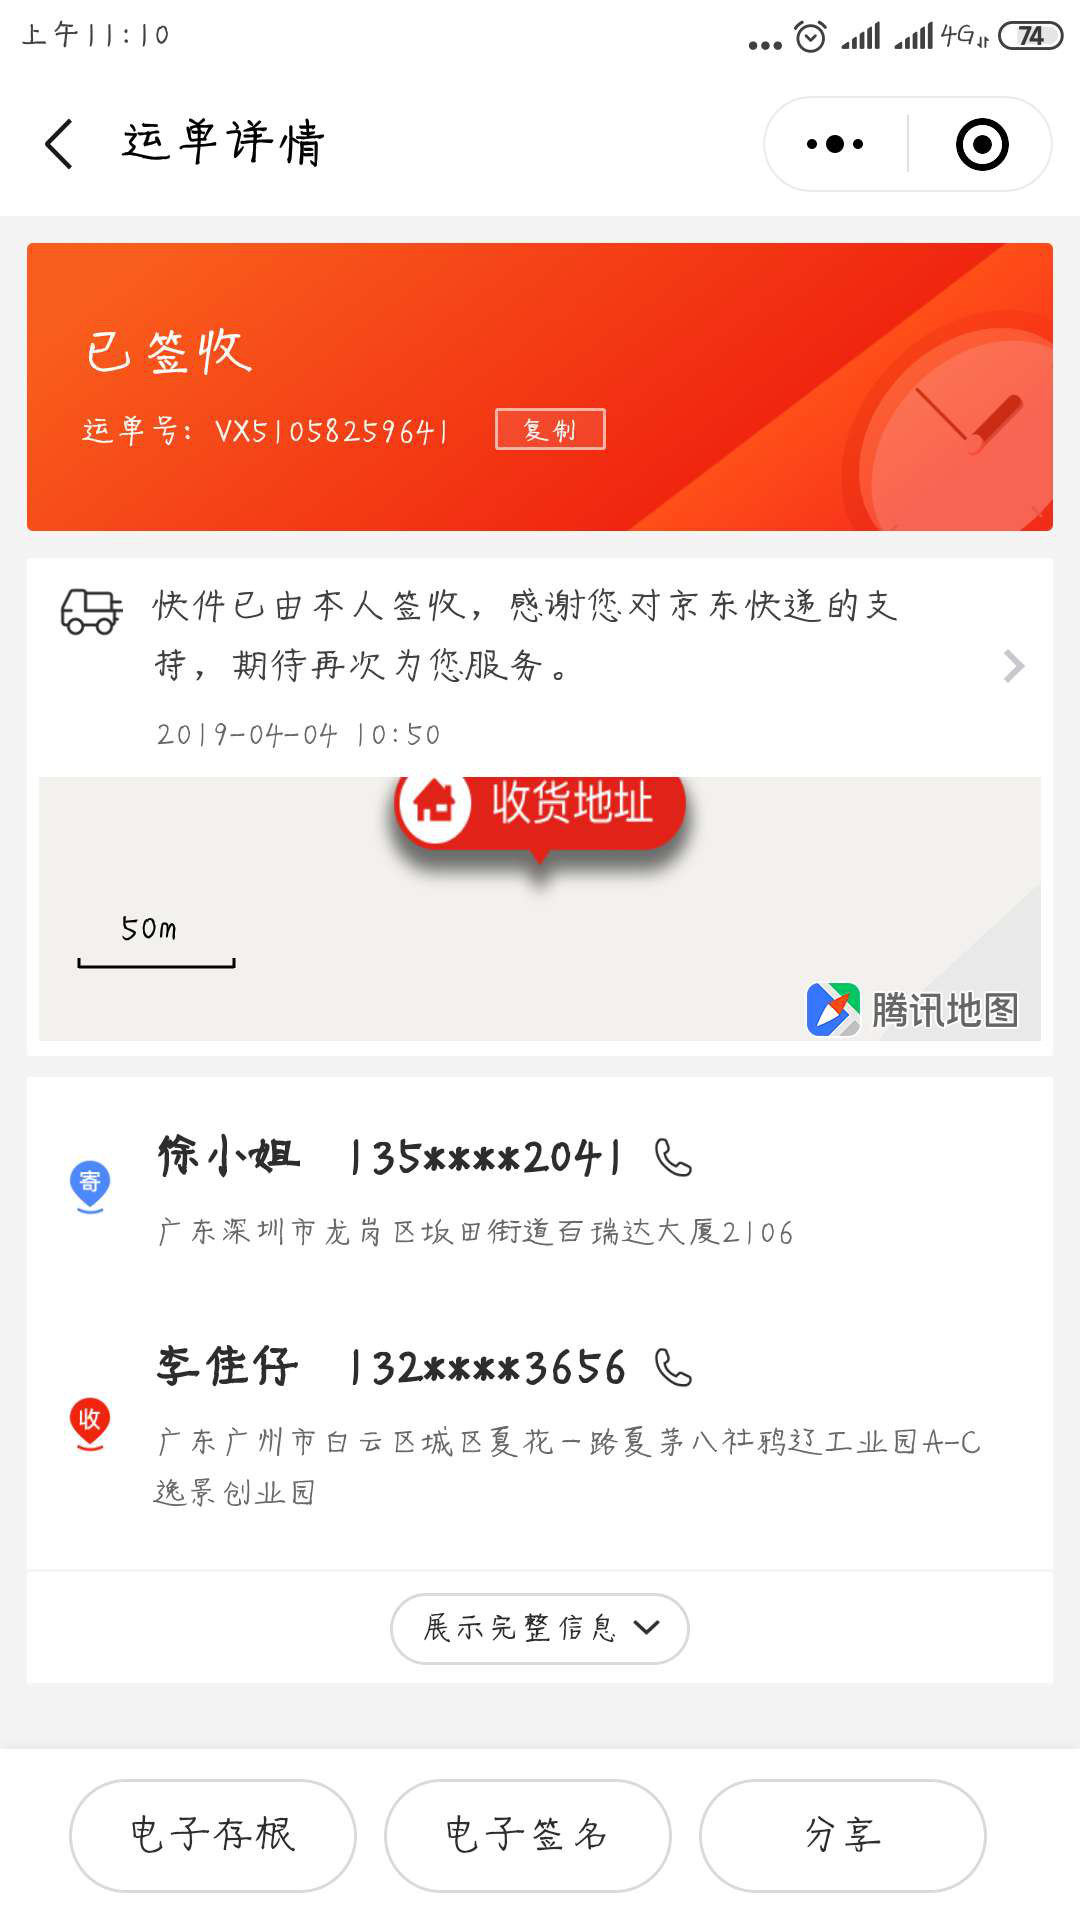 上午11:10
4G
74
运单详情
已签收
运单号: VX51058259641
复制
快件已由本人签收，感谢您对京东快递的支
持，期待再次为您服务。
2019-04-04 10:50
收货地址
50m
腾讯地图
徐小姐 135****2041
寄
广东深圳市龙岗区坂田街道百瑞达大厦2106
李佳仔 132****3656
收
广东广州市白云区城区夏花一路夏茅八社鸦辽工业园A-C
逸景创业园
展示完整信息
电子存根
电子签名
分享